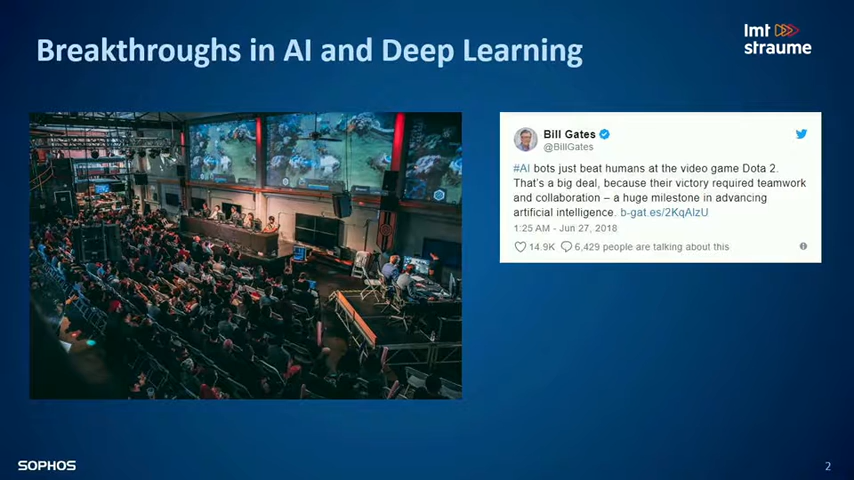 Breakthroughs in AI and Deep Learning
lmt
straume
Bill Gates
@BillGates
#AI bots just beat humans at the video game Dota 2.
That's a big deal, because their victory required teamwork
and collaboration – a huge milestone in advancing
artificial intelligence. b-gat.es/2KqAIzU
1:25 AM - Jun 27, 2018
14.9K 6,429 people are talking about this
SOPHOS
2